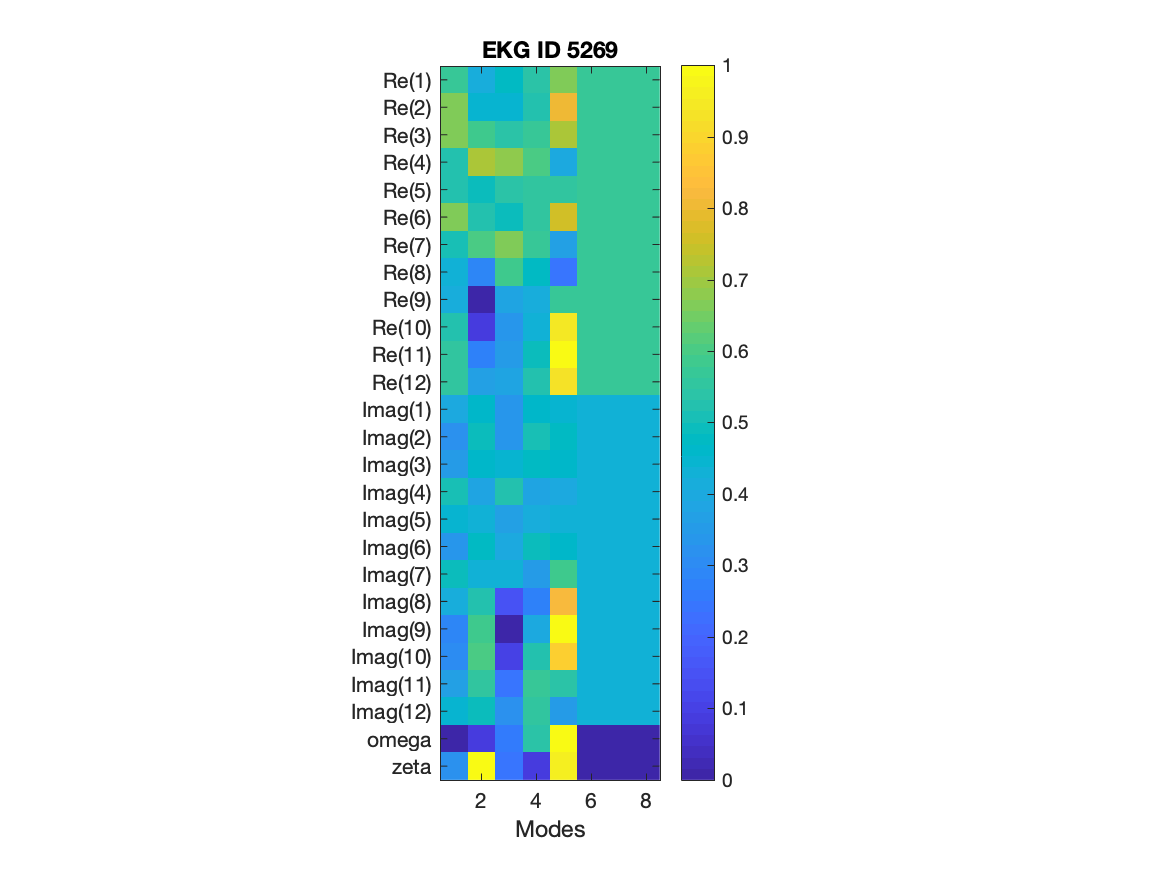 EKG ID 5269
Re(1)
Re(2)
Re(3)
Re(4)
Re(5)
Re(6)
Re(7)
Re(8)
Re(9)
Re(10)
Re(11)
Re(12)
Imag(1)
Imag(2)
Imag(3)
Imag(4)
Imag(5)
Imag(6)
Imag(7)
Imag(8)
Imag(9)
Imag(10)
Imag(11)
Imag(12)
omega
zeta
2 4 6 8
Modes
1
0.9
0.8
0.7
0.6
0.5
0.4
0.3
0.2
0.1
0